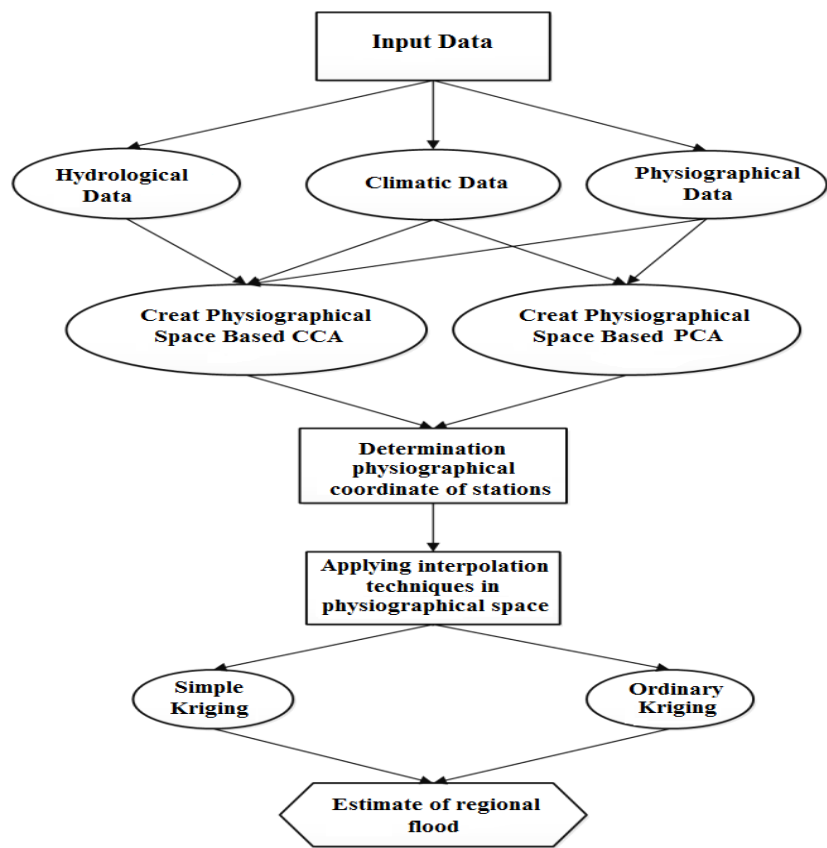 Input Data
Hydrological
Data
Climatic Data
Physiographical
Data
Creat Physiographical
Space Based CCA
Creat Physiographical
Space Based PCA
Determination
physiographical
coordinate of stations
Applying interpolation
techniques in
physiographical space
Simple
Kriging
Ordinary
Kriging
Estimate of regional
flood